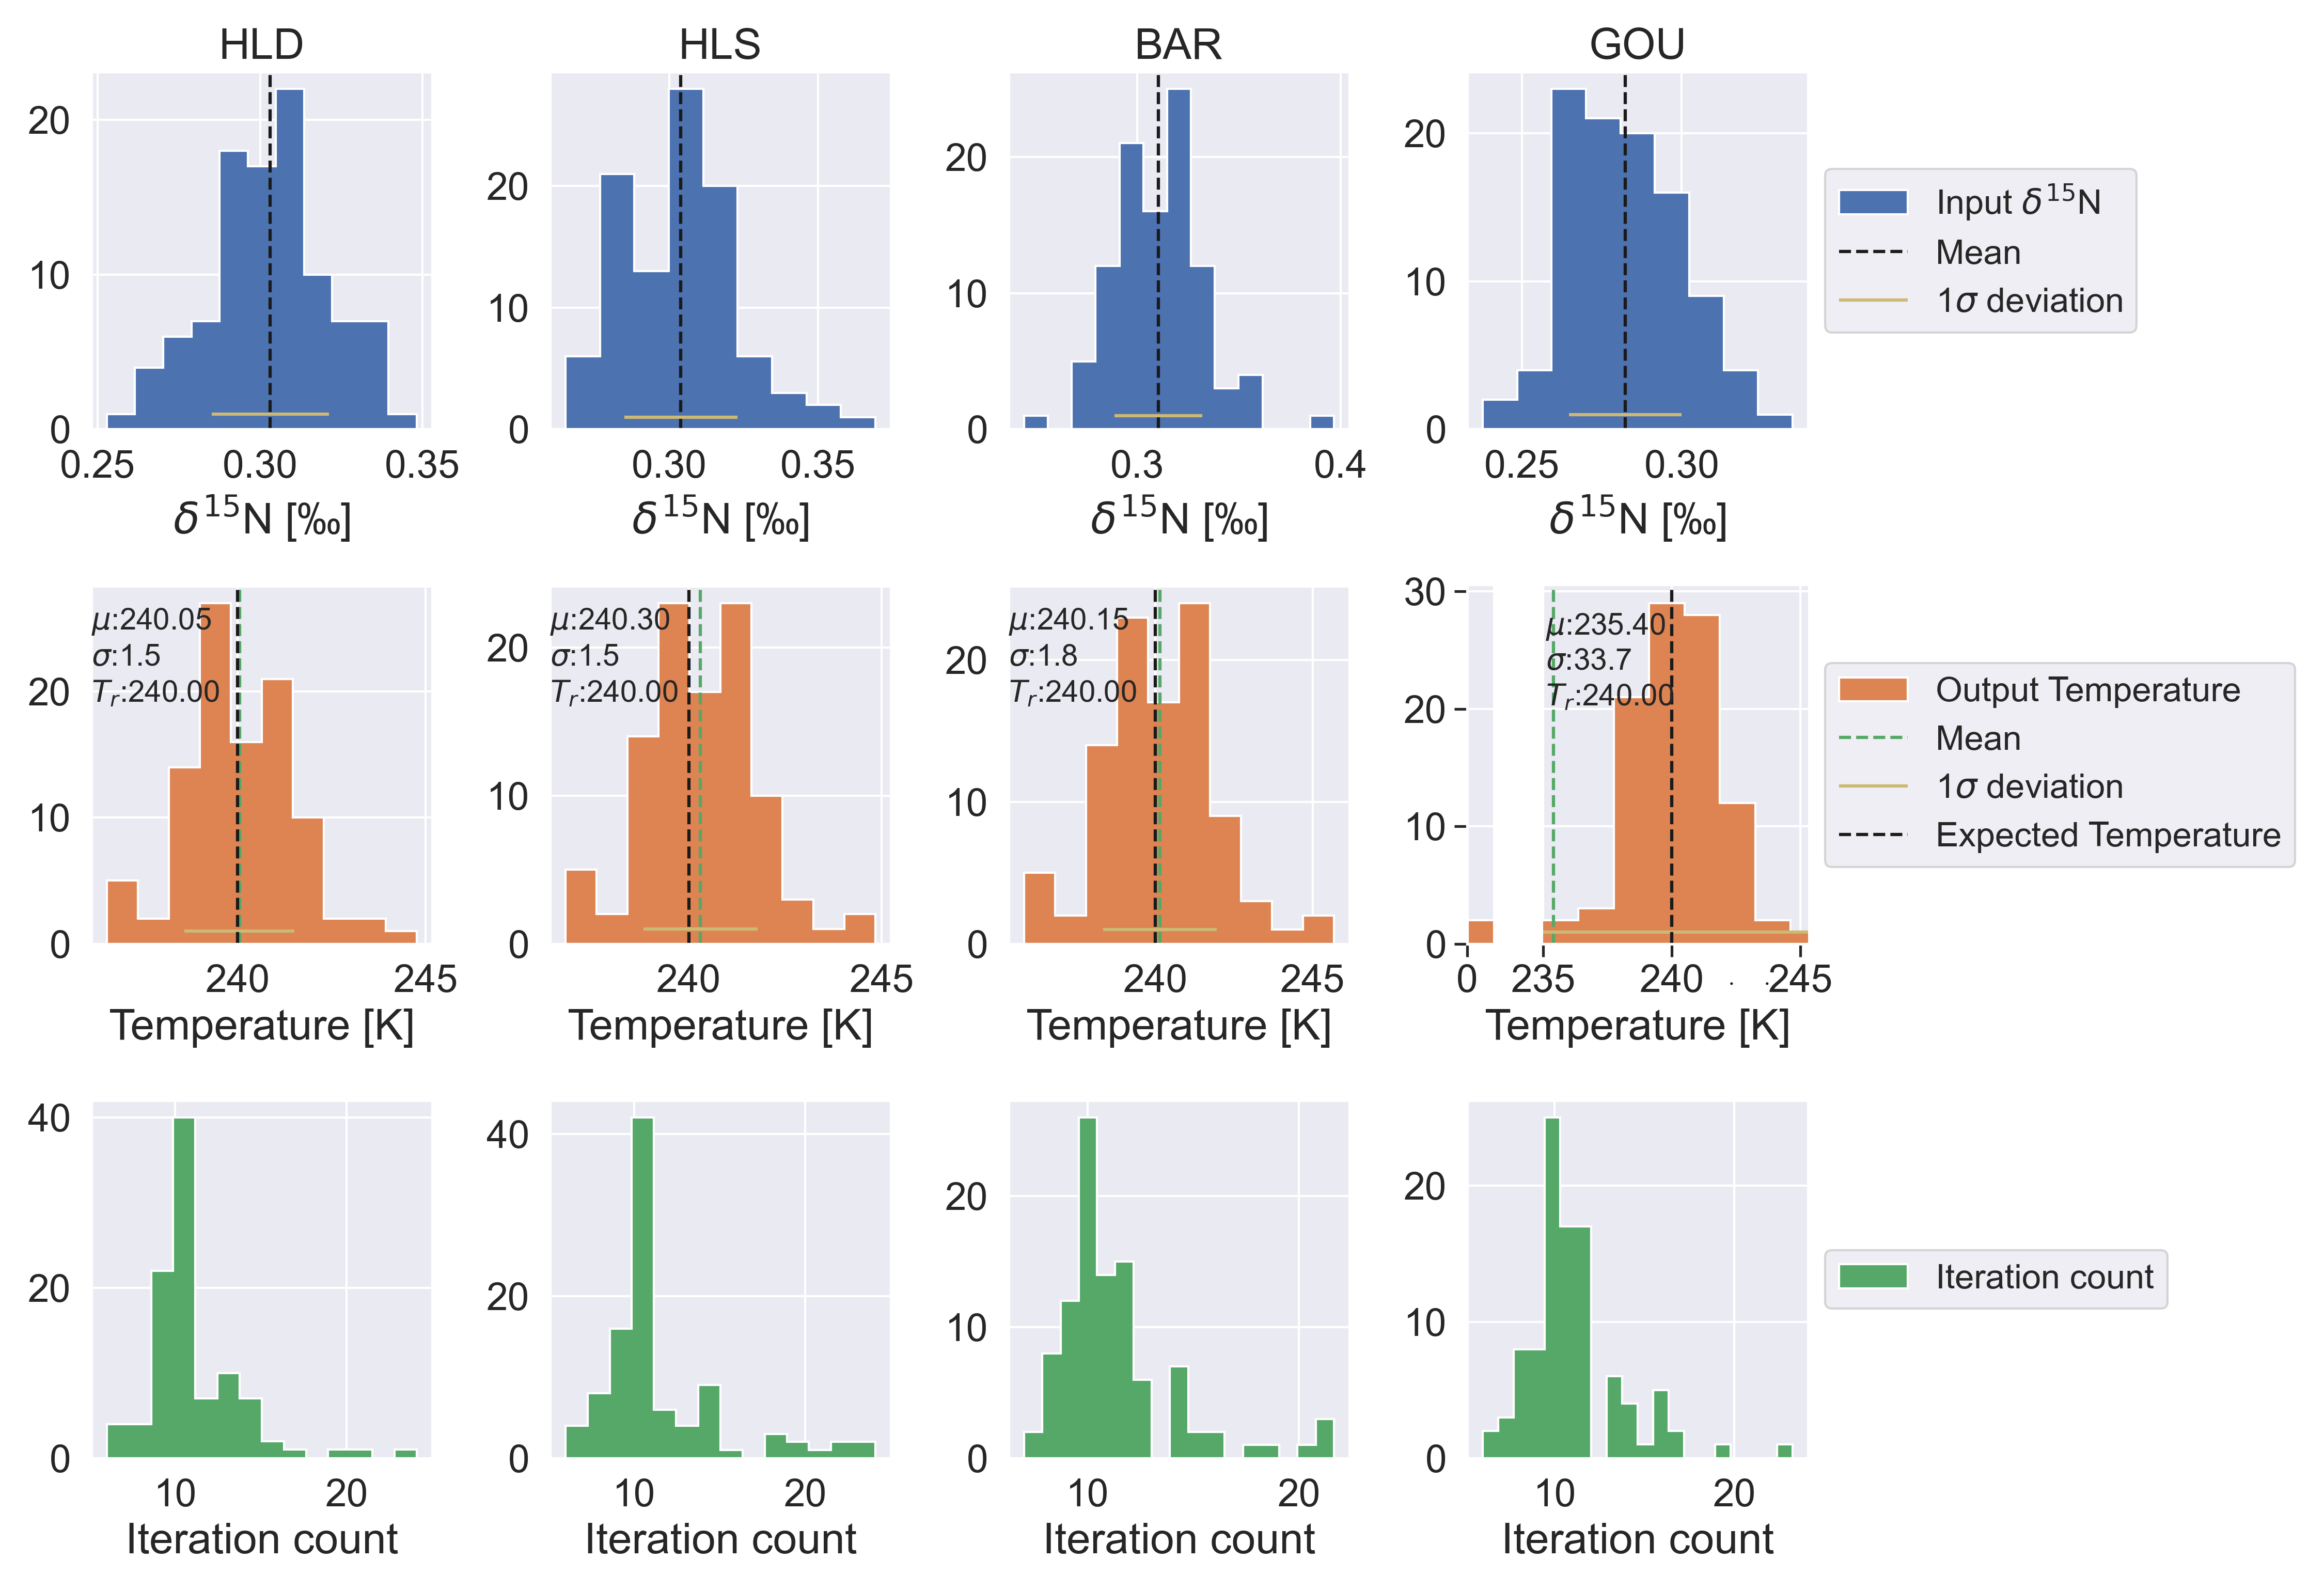 HLD HLS BAR GOU
20
10
0
0.25 0.30 0.35
δ¹⁵N [‰]
20
10
0
0.30 0.35
δ¹⁵N [‰]
20
10
0
0.3 0.4
δ¹⁵N [‰]
20
10
0
0.25 0.30
δ¹⁵N [‰]
Input δ¹⁵N
Mean
1σ deviation
μ:240.05
σ:1.5
Tᵣ:240.00
20
10
0
240 245
Temperature [K]
μ:240.30
σ:1.5
Tᵣ:240.00
20
10
0
240 245
Temperature [K]
μ:240.15
σ:1.8
Tᵣ:240.00
20
10
0
240 245
Temperature [K]
μ:235.40
σ:33.7
Tᵣ:240.00
30
20
10
0
0 235 240 245
Temperature [K]
Output Temperature
Mean
1σ deviation
Expected Temperature
40
20
0
10 20
Iteration count
40
20
0
10 20
Iteration count
20
10
0
10 20
Iteration count
20
10
0
10 20
Iteration count
Iteration count